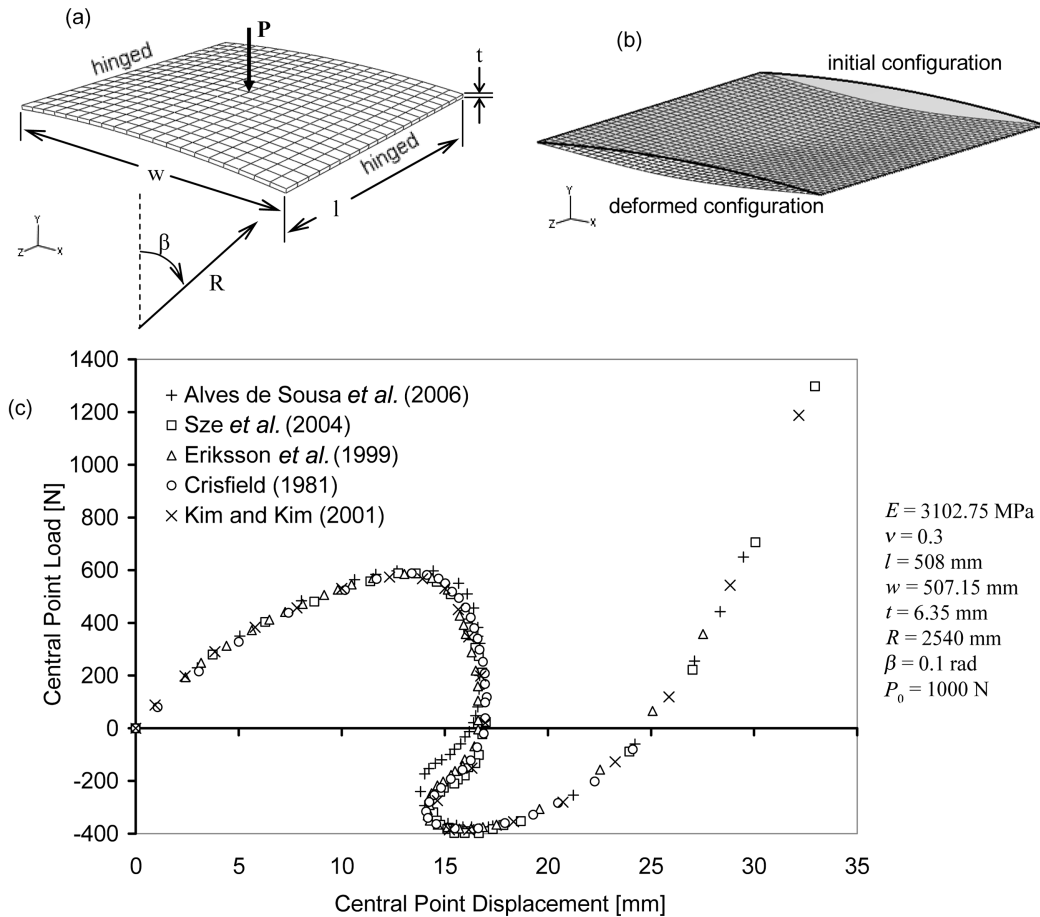 (a)
P
hinged
t
hinged
w
l
β
R
Y
Z
X
(b)
initial configuration
deformed configuration
Y
Z
X
(c)
1400
1200
1000
800
600
400
200
0
-200
-400
Central Point Load [N]
+ Alves de Sousa et al. (2006)
□ Sze et al. (2004)
△ Eriksson et al. (1999)
○ Crisfield (1981)
× Kim and Kim (2001)
0 5 10 15 20 25 30 35
Central Point Displacement [mm]
E = 3102.75 MPa
ν = 0.3
l = 508 mm
w = 507.15 mm
t = 6.35 mm
R = 2540 mm
β = 0.1 rad
P₀ = 1000 N